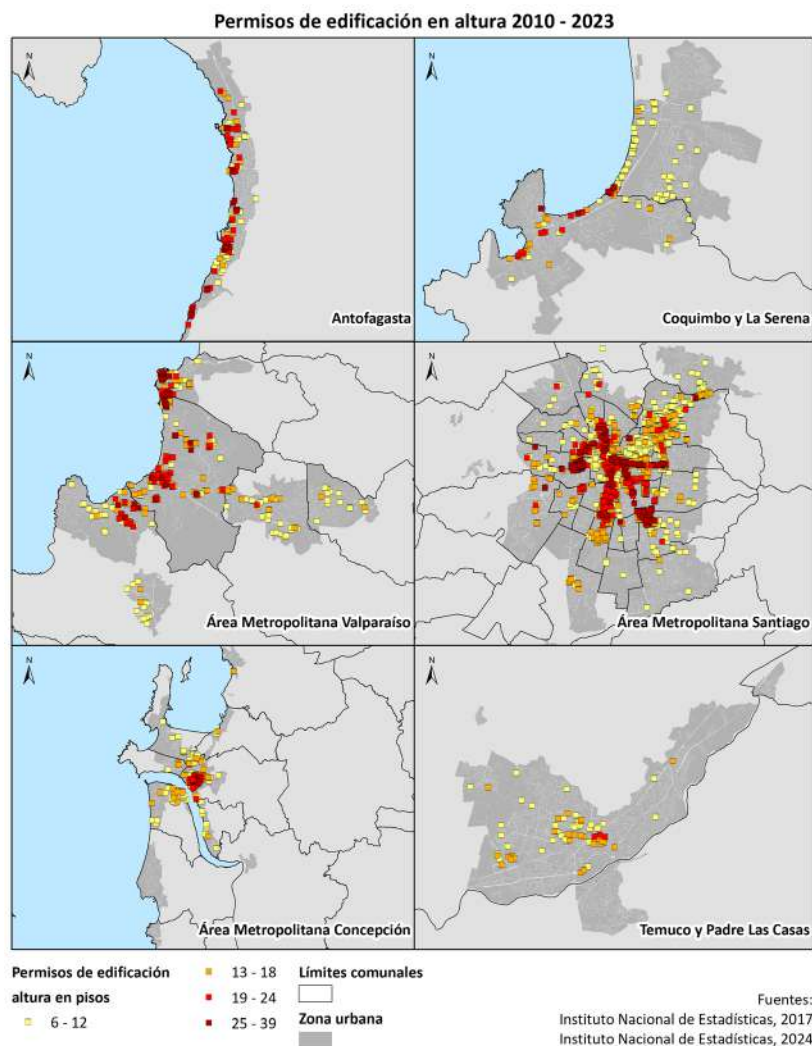 Permisos de edificación en altura 2010 - 2023
N
N
Antofagasta
Coquimbo y La Serena
N
N
Área Metropolitana Valparaíso
Área Metropolitana Santiago
N
N
Área Metropolitana Concepción
Temuco y Padre Las Casas
Permisos de edificación
altura en pisos
6 - 12
13 - 18
19 - 24
25 - 39
Límites comunales
Zona urbana
Fuentes:
Instituto Nacional de Estadísticas, 2017
Instituto Nacional de Estadísticas, 2024